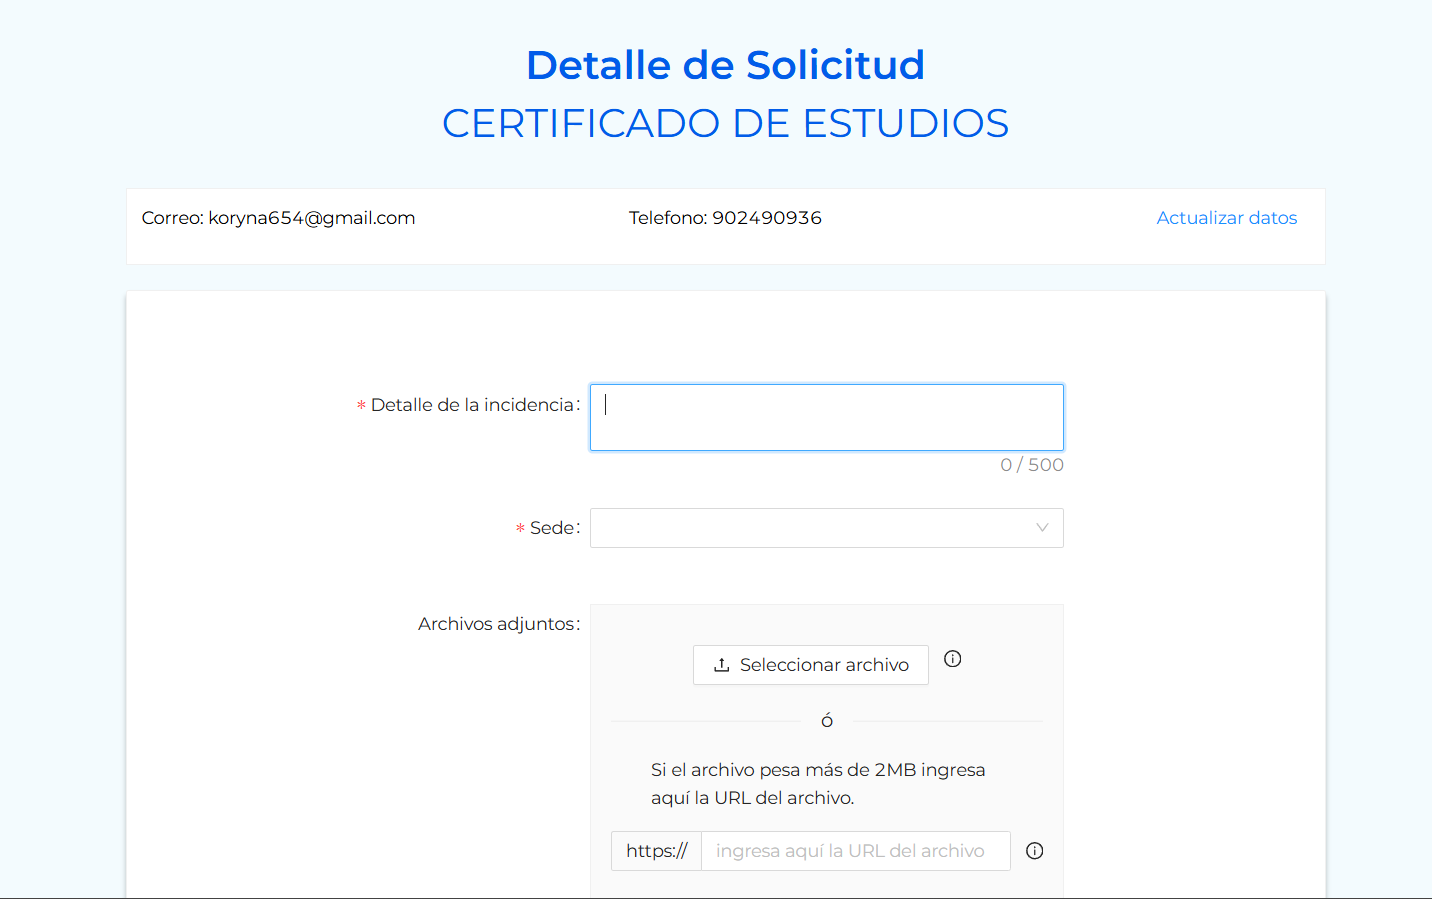 Detalle de Solicitud
CERTIFICADO DE ESTUDIOS
Correo: koryna654@gmail.com Telefono: 902490936 Actualizar datos
* Detalle de la incidencia:
0 / 500
* Sede:
Archivos adjuntos:
Seleccionar archivo
Ó
Si el archivo pesa más de 2MB ingresa
aquí la URL del archivo.
https:// ingresa aquí la URL del archivo